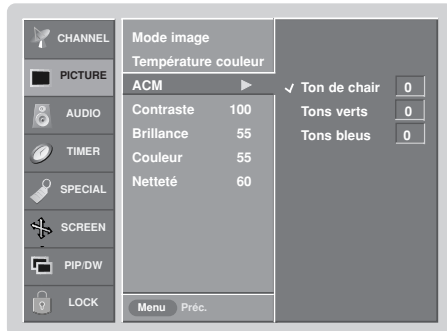 CHANNEL
PICTURE
AUDIO
TIMER
SPECIAL
SCREEN
PIP/DW
LOCK
Mode image
Température couleur
ACM
Contraste 100
Brillance 55
Couleur 55
Netteté 60
Menu Préc.
Ton de chair 0
Tons verts 0
Tons bleus 0